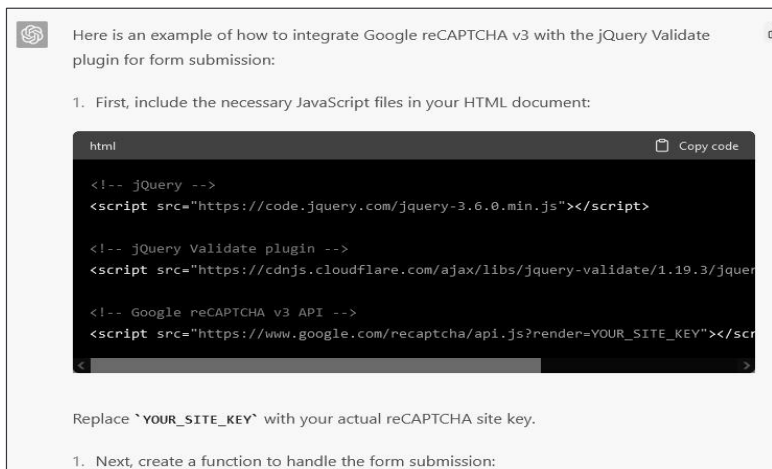 Here is an example of how to integrate Google reCAPTCHA v3 with the jQuery Validate
plugin for form submission:
1. First, include the necessary JavaScript files in your HTML document:
html Copy code
<!-- jQuery -->
<script src="https://code.jquery.com/jquery-3.6.0.min.js"></script>
<!-- jQuery Validate plugin -->
<script src="https://cdnjs.cloudflare.com/ajax/libs/jquery-validate/1.19.3/jquer
<!-- Google reCAPTCHA v3 API -->
<script src="https://www.google.com/recaptcha/api.js?render=YOUR_SITE_KEY"></scr
Replace `YOUR_SITE_KEY` with your actual reCAPTCHA site key.
1. Next, create a function to handle the form submission: